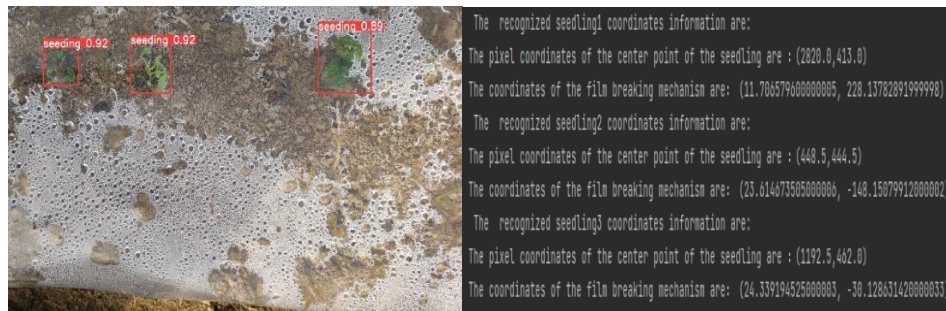 seeding 0.92
seeding 0.92
seeding 0.89
The recognized seedling1 coordinates information are:
The pixel coordinates of the center point of the seedling are :(2820.0,413.0)
The coordinates of the film breaking mechanism are: (11.706579600000005, 228.13782891999998)
The recognized seedling2 coordinates information are:
The pixel coordinates of the center point of the seedling are :(448.5,444.5)
The coordinates of the film breaking mechanism are: (23.614673505000006, -148.15079912000002)
The recognized seedling3 coordinates information are:
The pixel coordinates of the center point of the seedling are :(1192.5,462.0)
The coordinates of the film breaking mechanism are: (24.339194525000003, -30.128631420000033)